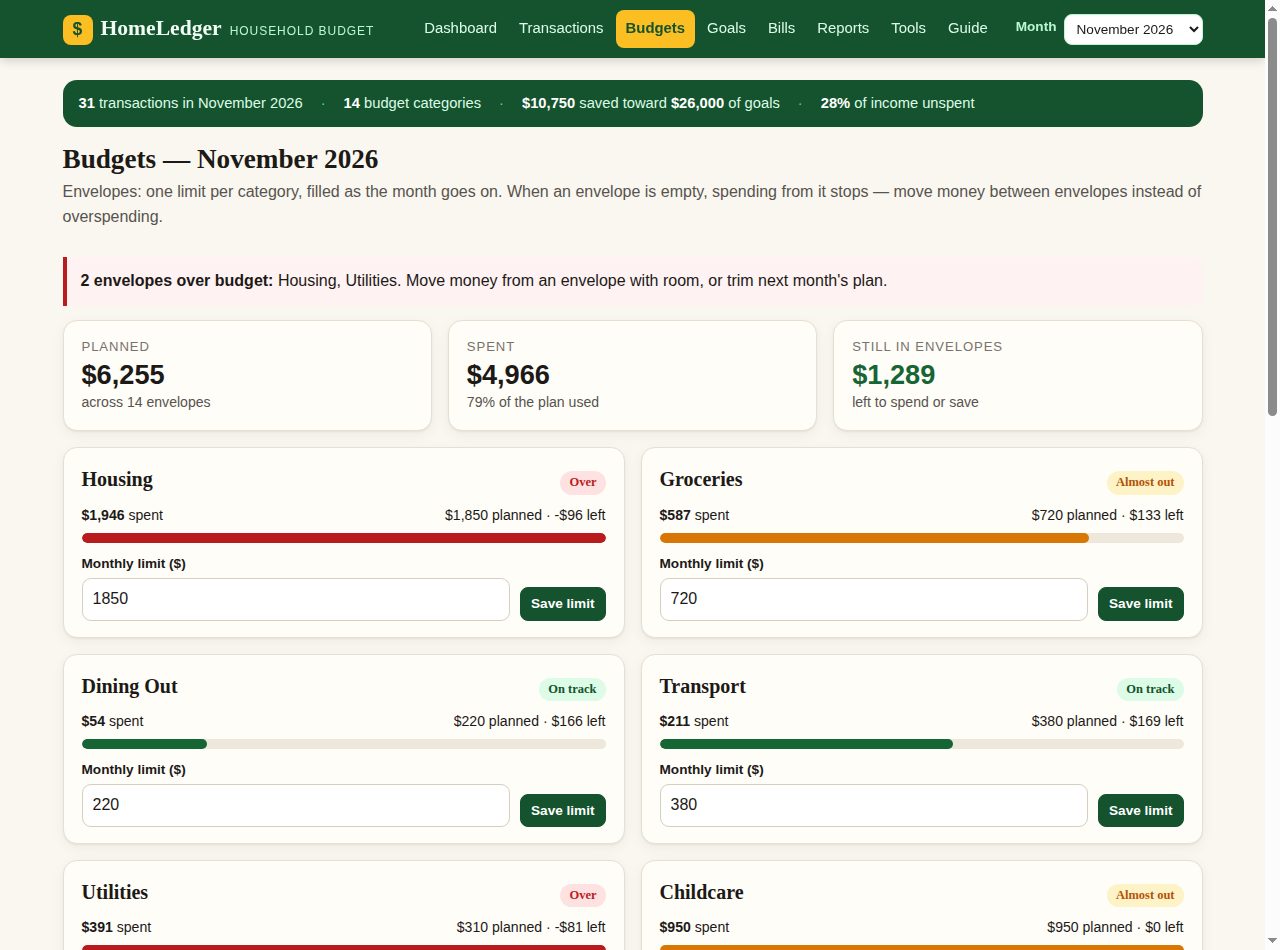 $ HomeLedger HOUSEHOLD BUDGET Dashboard Transactions Budgets Goals Bills Reports Tools Guide Month November 2026
31 transactions in November 2026 · 14 budget categories · $10,750 saved toward $26,000 of goals · 28% of income unspent
Budgets — November 2026
Envelopes: one limit per category, filled as the month goes on. When an envelope is empty, spending from it stops — move money between envelopes instead of
overspending.
2 envelopes over budget: Housing, Utilities. Move money from an envelope with room, or trim next month's plan.
PLANNED
$6,255
across 14 envelopes
SPENT
$4,966
79% of the plan used
STILL IN ENVELOPES
$1,289
left to spend or save
Housing Over
$1,946 spent $1,850 planned · -$96 left
Monthly limit ($)
1850 Save limit
Groceries Almost out
$587 spent $720 planned · $133 left
Monthly limit ($)
720 Save limit
Dining Out On track
$54 spent $220 planned · $166 left
Monthly limit ($)
220 Save limit
Transport On track
$211 spent $380 planned · $169 left
Monthly limit ($)
380 Save limit
Utilities Over
$391 spent $310 planned · -$81 left
Childcare Almost out
$950 spent $950 planned · $0 left